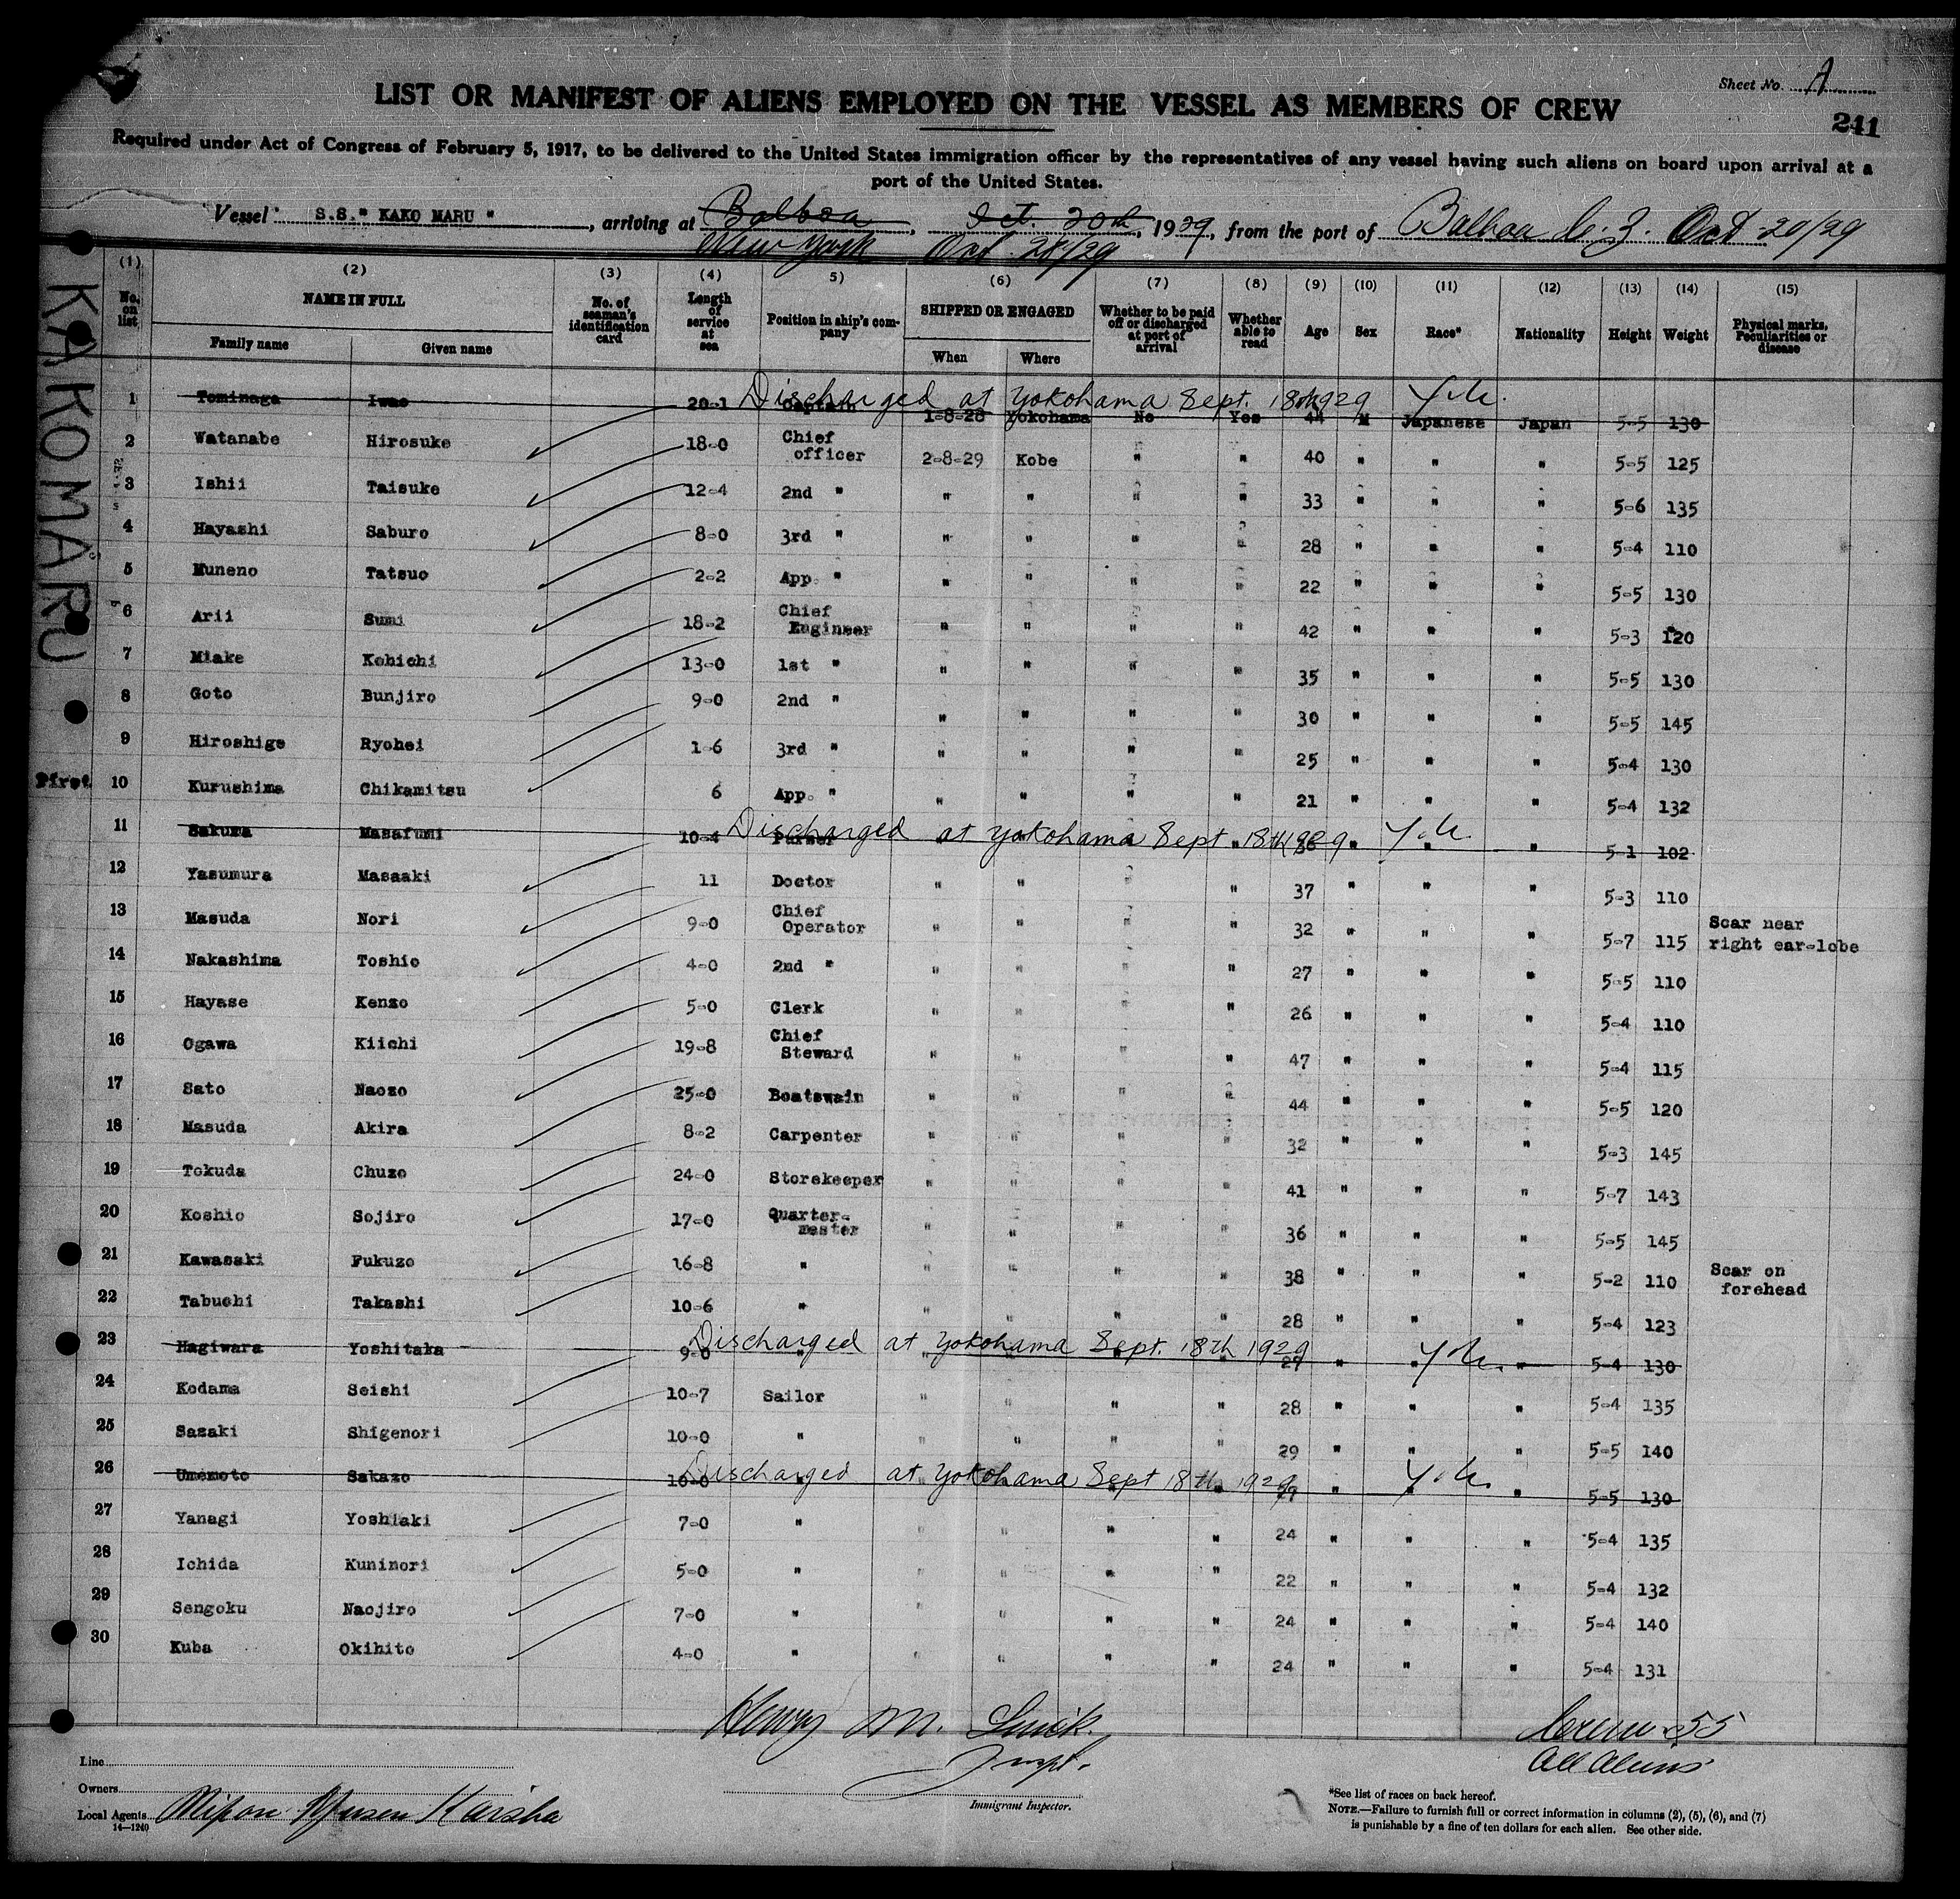 Sheet No. A
LIST OR MANIFEST OF ALIENS EMPLOYED ON THE VESSEL AS MEMBERS OF CREW
241
Required under Act of Congress of February 5, 1917, to be delivered to the United States immigration officer by the representatives of any vessel having such aliens on board upon arrival at a
port of the United States.
Vessel S.S." KAKO MARU ", arriving at Balboa, Oct. 20th, 1929, from the port of Balboa C.Z. Oct 20/29
New York Oct. 28/29
KAKO MARU
(1) (2) (3) (4) 5) (6) (7) (8) (9) (10) (11) (12) (13) (14) (15)
No. on list NAME IN FULL No. of seaman's identification card Length of service at sea Position in ship's company SHIPPED OR ENGAGED Whether to be paid off or discharged at port of arrival Whether able to read Age Sex Race* Nationality Height Weight Physical marks, Peculiarities or disease
Family name Given name When Where
1 Tominaga Iwao 20-1 Captain 1-8-28 Yokohama No Yes 44 M Japanese Japan 5-5 130
Discharged at Yokohama Sept. 18th 1929
2 Watanabe Hirosuke 18-0 Chief officer 2-8-29 Kobe " " 40 " " " 5-5 125
3 Ishii Taisuke 12-4 2nd " " " " " 33 " " " 5-6 135
4 Hayashi Saburo 8-0 3rd " " " " " 28 " " " 5-4 110
5 Muneno Tatsuo 2-2 App. " " " " " 22 " " " 5-5 130
6 Arii Sumi 18-2 Chief Engineer " " " " 42 " " " 5-3 120
7 Miake Kohichi 13-0 1st " " " " " 35 " " " 5-5 130
8 Goto Bunjiro 9-0 2nd " " " " " 30 " " " 5-5 145
9 Hiroshige Ryohei 1-6 3rd " " " " " 25 " " " 5-4 130
First 10 Kurushima Chikamitsu 6 App. " " " " " 21 " " " 5-4 132
11 Sakuma Masafumi 10-4 Purser " " " 5-1 102
Discharged at Yokohama Sept. 18th 1929
12 Yasumura Masaaki 11 Doctor " " " " 37 " " " 5-3 110
13 Masuda Nori 9-0 Chief Operator " " " " 32 " " " 5-7 115 Scar near right ear-lobe
14 Nakashima Toshio 4-0 2nd " " " " " 27 " " " 5-5 110
15 Hayase Kenzo 5-0 Clerk " " " " 26 " " " 5-4 110
16 Ogawa Kiichi 19-8 Chief Steward " " " " 47 " " " 5-4 115
17 Sato Naozo 25-0 Boatswain " " " " 44 " " " 5-5 120
18 Masuda Akira 8-2 Carpenter " " " " 32 " " " 5-3 145
19 Tokuda Chuzo 24-0 Storekeeper " " " " 41 " " " 5-7 143
20 Koshio Sojiro 17-0 Quarter-master " " " " 36 " " " 5-5 145
21 Kawasaki Fukuzo 16-8 " " " " " 38 " " " 5-2 110 Scar on forehead
22 Tabuchi Takashi 10-6 " " " " " 28 " " " 5-4 123
23 Hagiwara Yoshitaka 9-0 " " " " " " " " 5-4 130
Discharged at Yokohama Sept. 18th 1929
24 Kodama Seishi 10-7 Sailor " " " " 28 " " " 5-4 135
25 Sazaki Shigenori 10-0 " " " " " 29 " " " 5-5 140
26 Umemoto Sakazo 10-0 " " " " " " " " 5-5 130
Discharged at Yokohama Sept 18th 1929
27 Yanagi Yoshiaki 7-0 " " " " " 24 " " " 5-4 135
28 Ichida Kuninori 5-0 " " " " " 22 " " " 5-4 132
29 Sengoku Naojiro 7-0 " " " " " 24 " " " 5-4 140
30 Kuba Okihito 4-0 " " " " " 24 " " " 5-4 131
Henry M.
Inspt.
Immigrant Inspector.
Crew 55
All Aliens
Line
Owners
Local Agents Nipon Yusen Kaisha
14—1240
*See list of races on back hereof.
NOTE.—Failure to furnish full or correct information in columns (2), (5), (6), and (7)
is punishable by a fine of ten dollars for each alien. See other side.